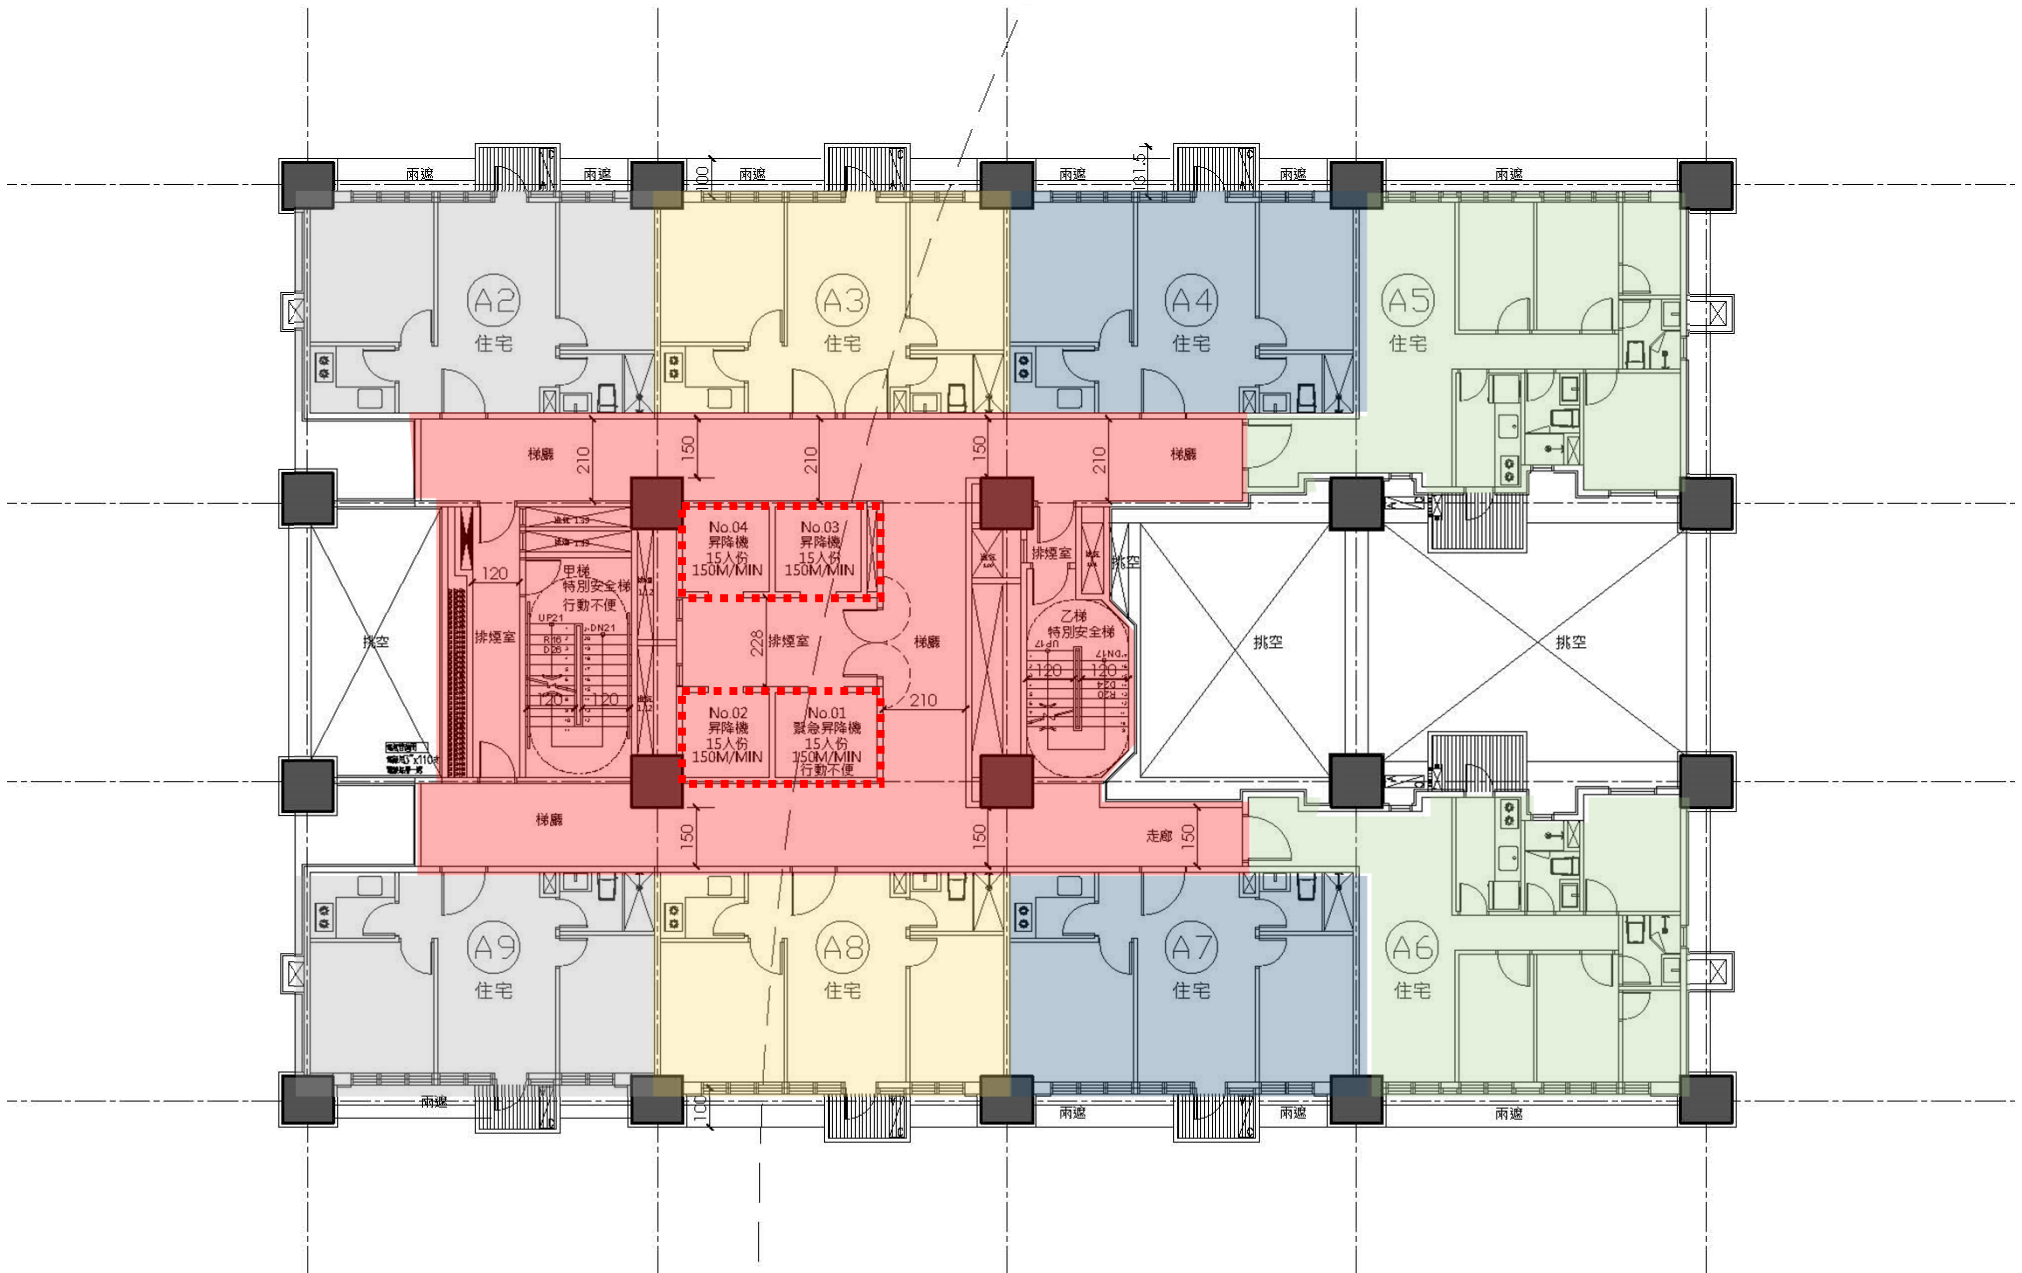 雨遮
雨遮
100
雨遮
雨遮
131.5
雨遮
雨遮
A2
住宅
A3
住宅
A4
住宅
A5
住宅
梯廳
210
150
210
150
210
梯廳
No.04
昇降機
15人份
150M/MIN
No.03
昇降機
15人份
150M/MIN
排煙室
挑空
120
甲梯
特別安全梯
行動不便
UP21
DN21
排煙室
挑空
120
120
228
排煙室
梯廳
210
乙梯
特別安全梯
UP17
DN17
120
120
R20
D24
挑空
挑空
No.02
昇降機
15人份
150M/MIN
No.01
緊急昇降機
15人份
150M/MIN
行動不便
梯廳
150
150
走廊
150
A9
住宅
A8
住宅
A7
住宅
A6
住宅
雨遮
100
雨遮
雨遮
雨遮